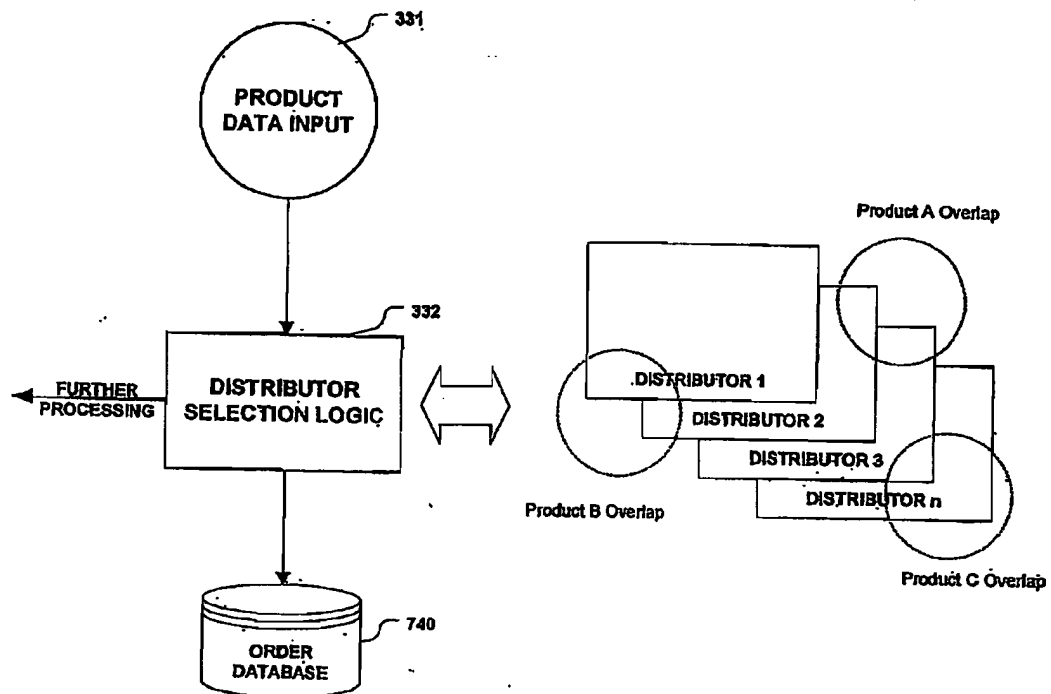 331
PRODUCT
DATA INPUT
Product A Overlap
332
DISTRIBUTOR
SELECTION LOGIC
FURTHER
PROCESSING
DISTRIBUTOR 1
DISTRIBUTOR 2
DISTRIBUTOR 3
DISTRIBUTOR n
Product B Overlap
Product C Overlap
740
ORDER
DATABASE